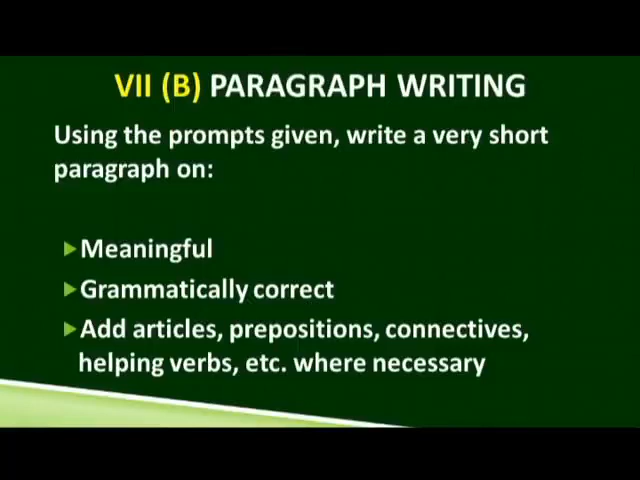 VII (B) PARAGRAPH WRITING
Using the prompts given, write a very short
paragraph on:
Meaningful
Grammatically correct
Add articles, prepositions, connectives,
helping verbs, etc. where necessary